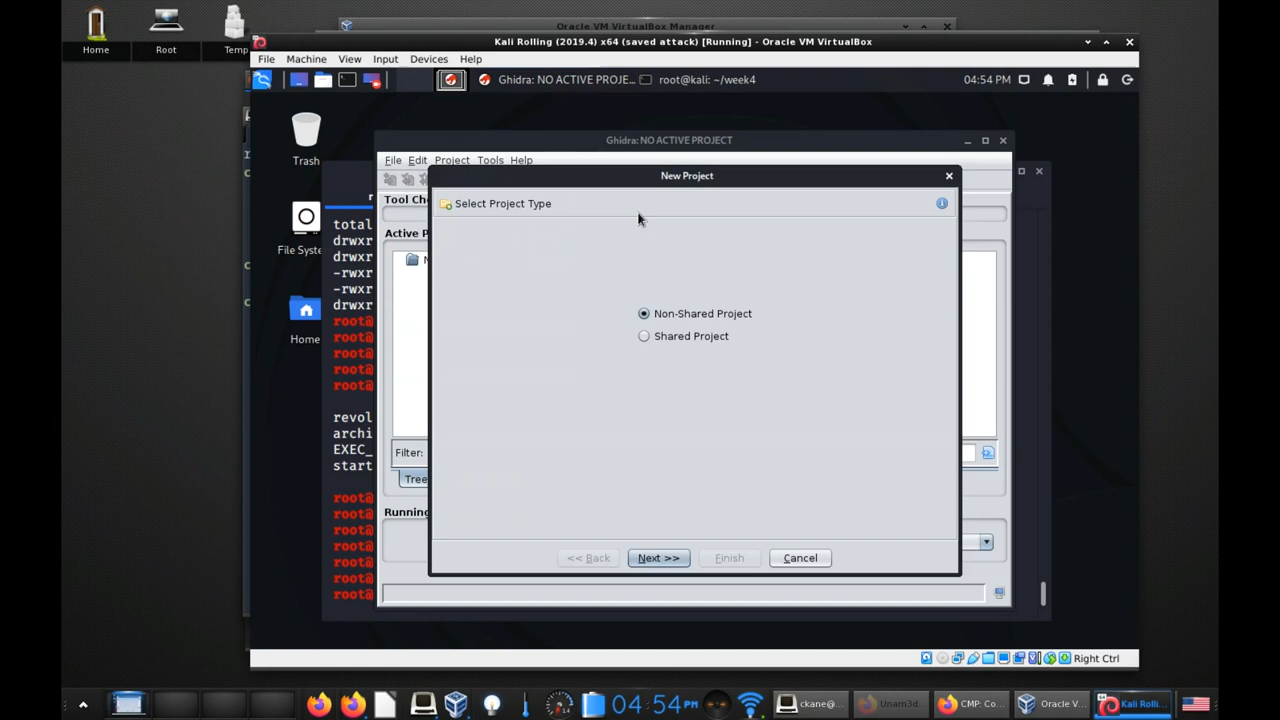 Oracle VM VirtualBox Manager
Home
Root
Temp
Kali Rolling (2019.4) x64 (saved attack) [Running] - Oracle VM VirtualBox
File Machine View Input Devices Help
Ghidra: NO ACTIVE PROJE...
root@kali: ~/week4
04:54 PM
Trash
File Syste
Home
Ghidra: NO ACTIVE PROJECT
File Edit Project Tools Help
New Project
Select Project Type
Tool Che
Active P
total
drwxr
drwxr
-rwxr
-rwxr
drwxr
root@
root@
root@
root@
root@
revol
archi
EXEC_
start
root@
root@
root@
root@
root@
root@
root@
Non-Shared Project
Shared Project
Filter:
Tree
Running
<< Back
Next >>
Finish
Cancel
Right Ctrl
04:54PM
ckane@
Unam3d...
CMP: Co...
Oracle V...
Kali Rolli...